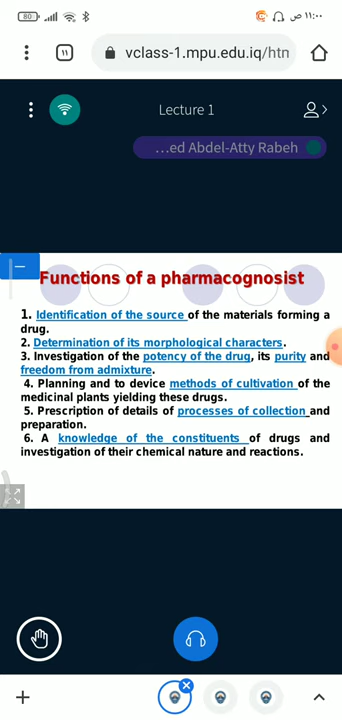 80
١١:٠٠ ص
١١
vclass-1.mpu.edu.iq/htn
Lecture 1
...ed Abdel-Atty Rabeh
Functions of a pharmacognosist
1. Identification of the source of the materials forming a
drug.
2. Determination of its morphological characters.
3. Investigation of the potency of the drug, its purity and
freedom from admixture.
4. Planning and to device methods of cultivation of the
medicinal plants yielding these drugs.
5. Prescription of details of processes of collection and
preparation.
6. A knowledge of the constituents of drugs and
investigation of their chemical nature and reactions.